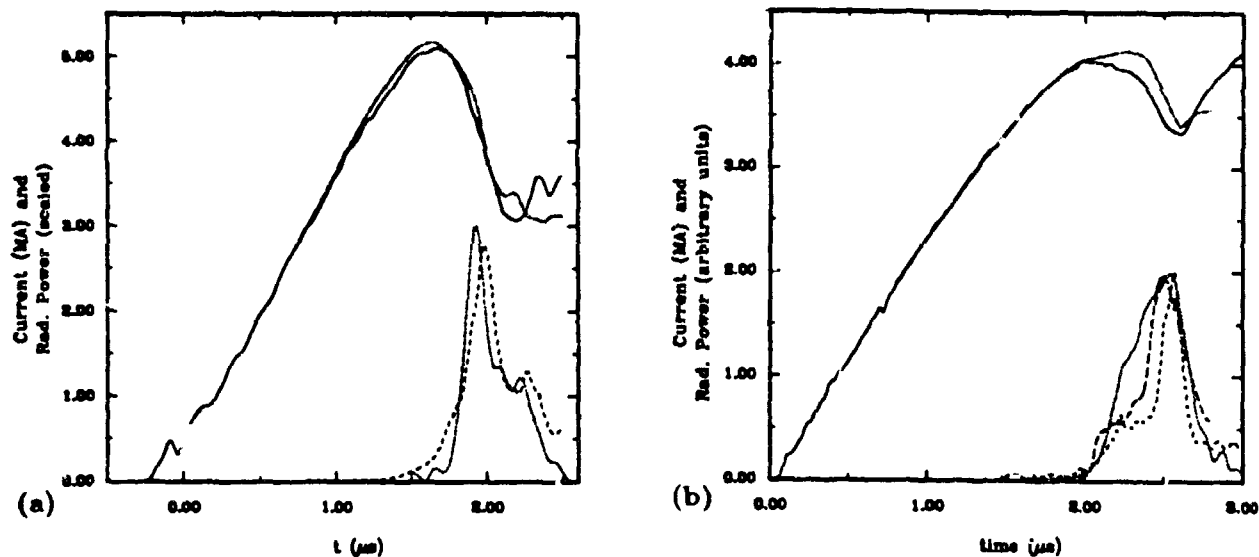 5.00
4.00
3.00
2.00
1.00
0.00
Current (MA) and
Rad. Power (scaled)
0.00
1.00
2.00
t (μs)
(a)
4.00
3.00
2.00
1.00
0.00
Current (MA) and
Rad. Power (arbitrary units)
0.00
1.00
2.00
3.00
time (μs)
(b)